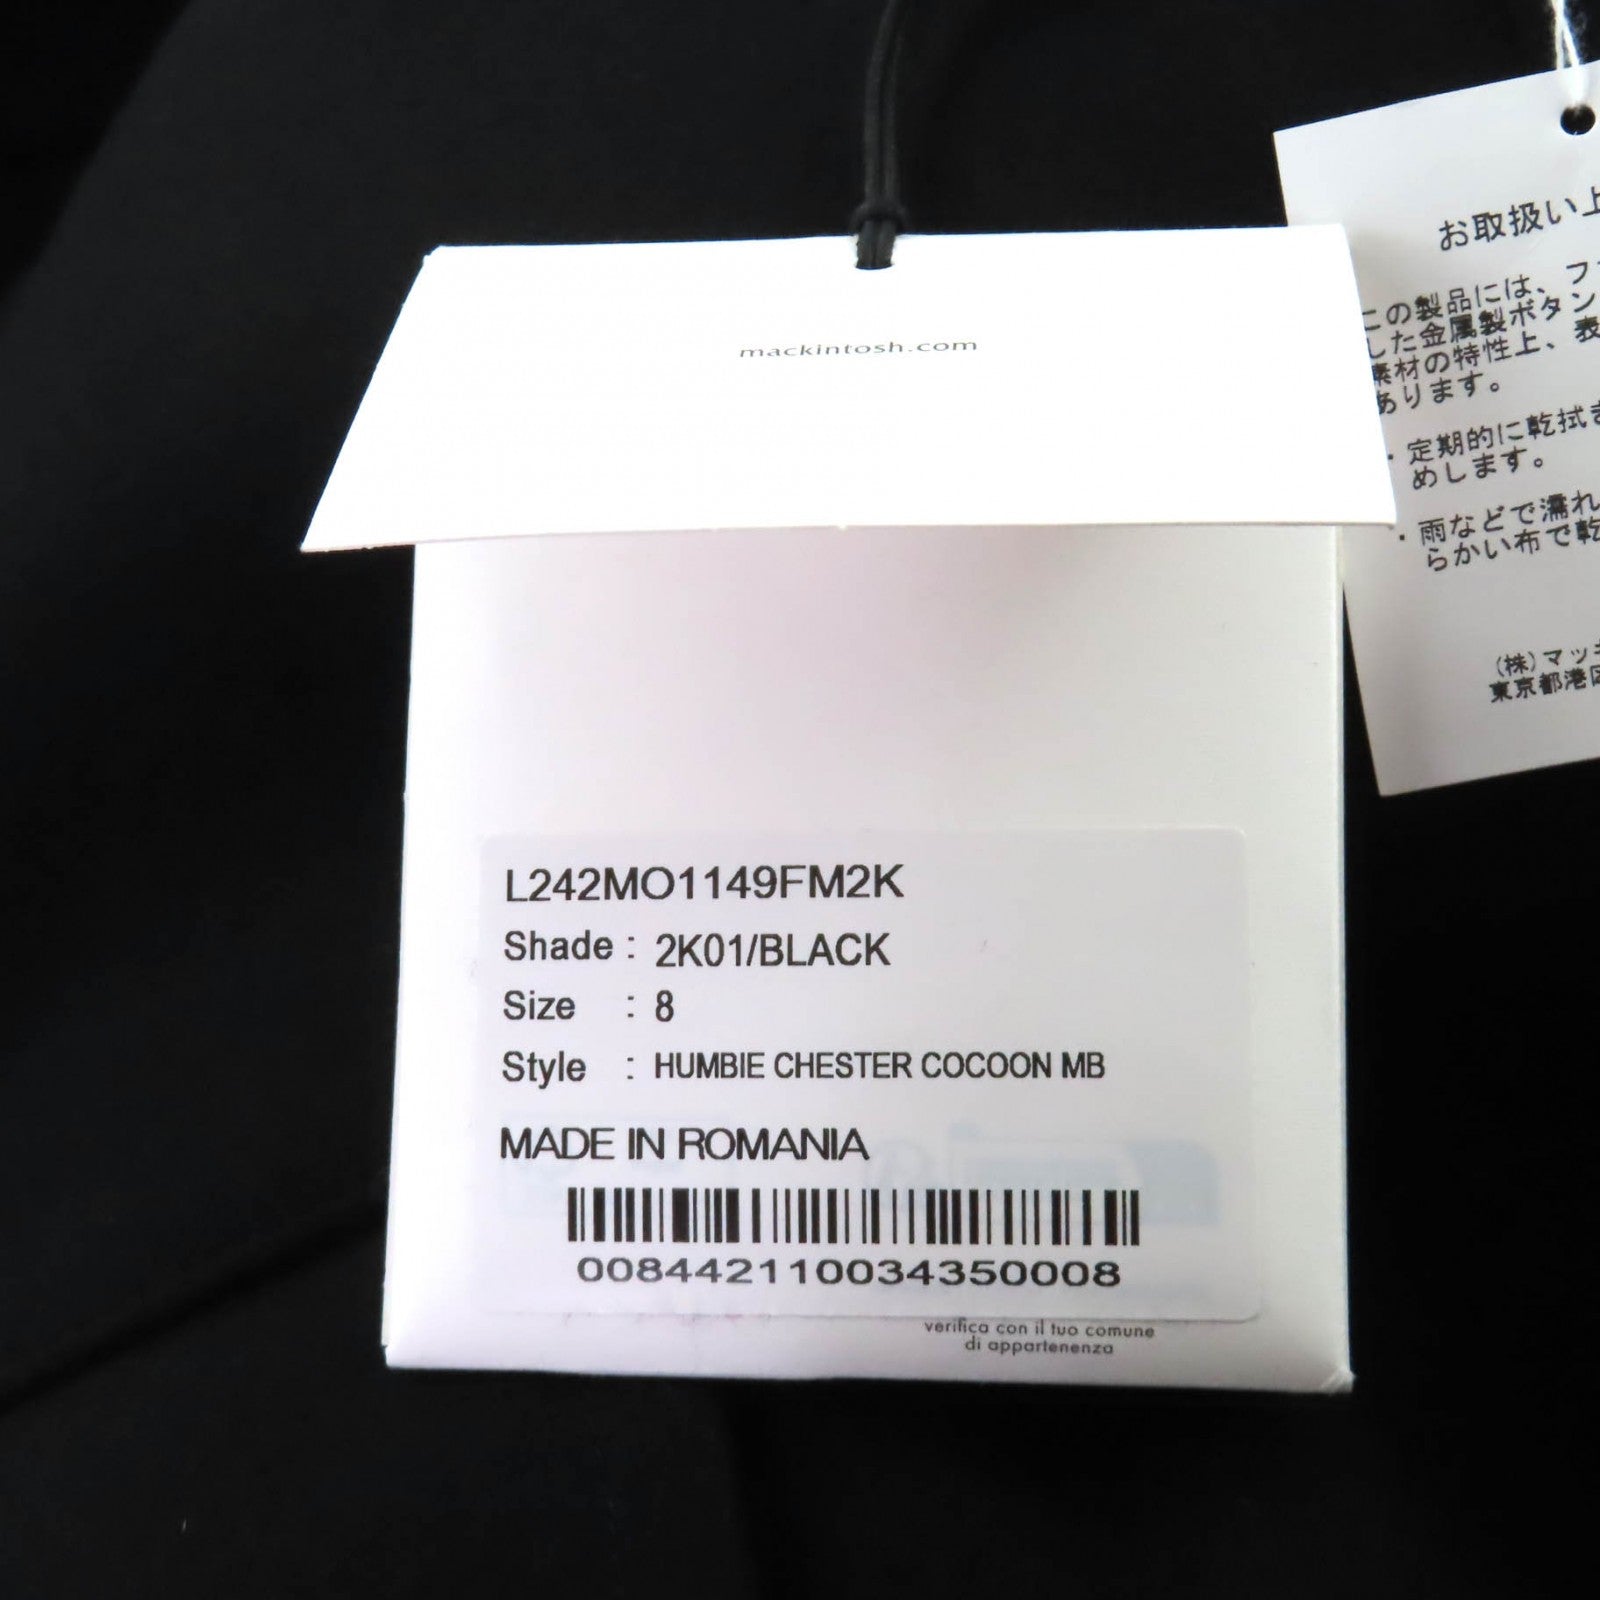 mackintosh.com
L242MO1149FM2K
Shade : 2K01/BLACK
Size : 8
Style : HUMBIE CHESTER COCOON MB
MADE IN ROMANIA
008442110034350008
verifica con il tuo comune
di appartenenza
お取扱い上
この製品には、フ
した金属製ボタン
素材の特性上、表
あります。
・定期的に乾拭き
めします。
・雨などで濡れ
らかい布で乾
(株)マッキ
東京都港区